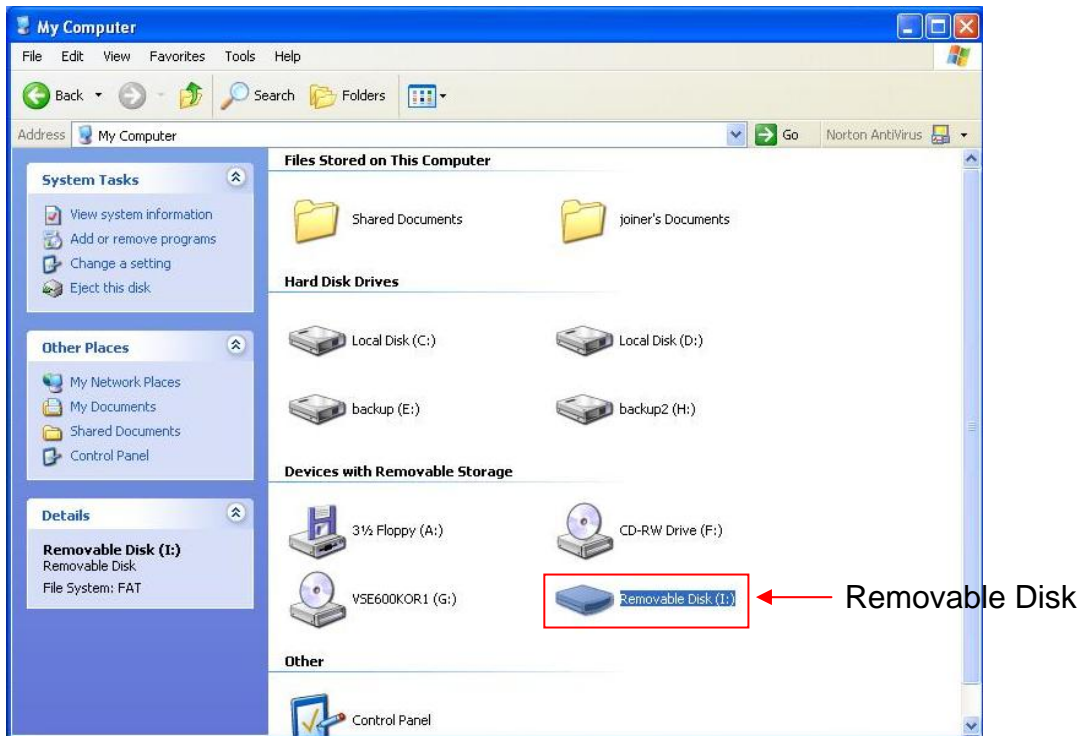 My Computer
File Edit View Favorites Tools Help
Back Search Folders
Address My Computer Go Norton AntiVirus
System Tasks
View system information
Add or remove programs
Change a setting
Eject this disk
Other Places
My Network Places
My Documents
Shared Documents
Control Panel
Details
Removable Disk (I:)
Removable Disk
File System: FAT
Files Stored on This Computer
Shared Documents
joiner's Documents
Hard Disk Drives
Local Disk (C:)
Local Disk (D:)
backup (E:)
backup2 (H:)
Devices with Removable Storage
3½ Floppy (A:)
CD-RW Drive (F:)
VSE600KOR1 (G:)
Removable Disk (I:)
Removable Disk
Other
Control Panel